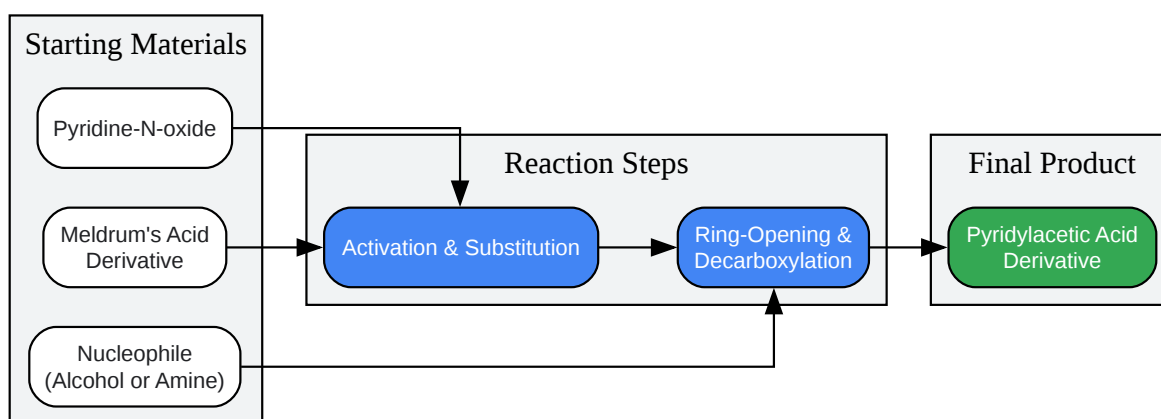 Starting Materials
Pyridine-N-oxide
Meldrum's Acid
Derivative
Nucleophile
(Alcohol or Amine)
Reaction Steps
Activation & Substitution
Ring-Opening &
Decarboxylation
Final Product
Pyridylacetic Acid
Derivative